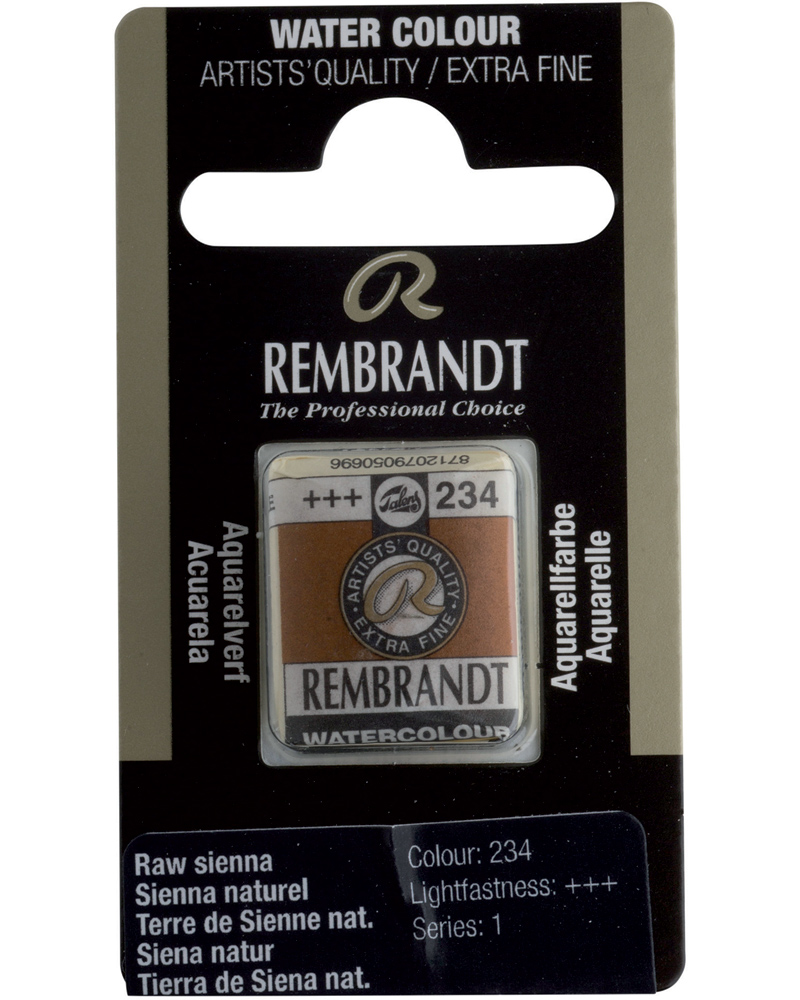 WATER COLOUR
ARTISTS' QUALITY / EXTRA FINE
R
REMBRANDT
The Professional Choice
8712079050696
+++ Talens 234
ARTISTS' QUALITY
R
EXTRA FINE
REMBRANDT
WATERCOLOUR
Aquarelverf
Acuarela
Aquarellfarbe
Aquarelle
Raw sienna
Sienna naturel
Terre de Sienne nat.
Siena natur
Tierra de Siena nat.
Colour: 234
Lightfastness: +++
Series: 1